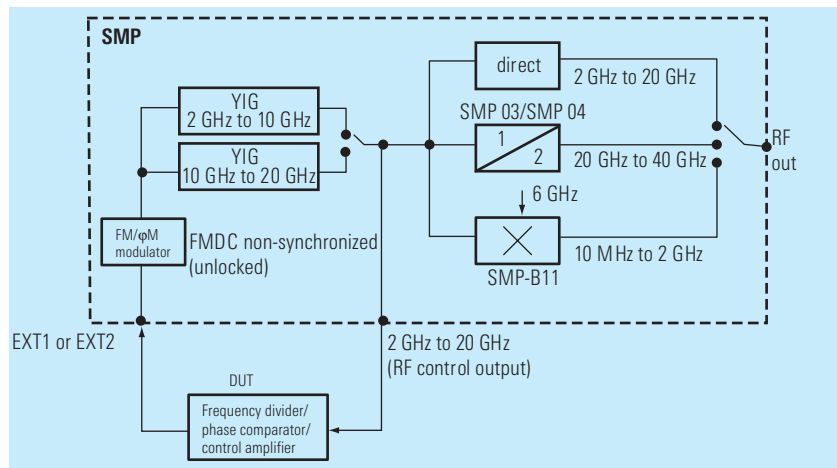 SMP
YIG
2 GHz to 10 GHz
YIG
10 GHz to 20 GHz
FM/φM
modulator
FMDC non-synchronized
(unlocked)
direct
2 GHz to 20 GHz
SMP 03/SMP 04
1
2
20 GHz to 40 GHz
RF
out
6 GHz
10 MHz to 2 GHz
SMP-B11
EXT1 or EXT2
2 GHz to 20 GHz
(RF control output)
DUT
Frequency divider/
phase comparator/
control amplifier